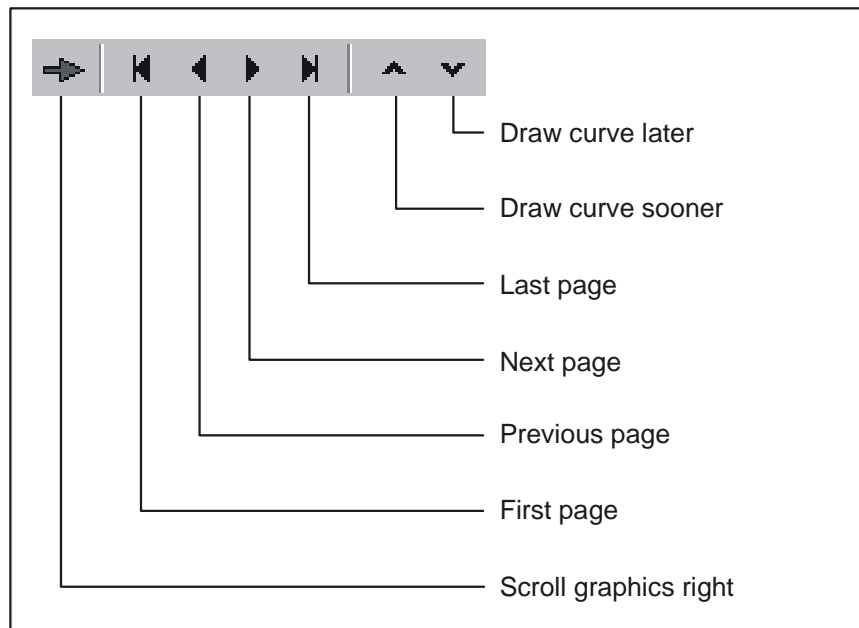 Draw curve later
Draw curve sooner
Last page
Next page
Previous page
First page
Scroll graphics right